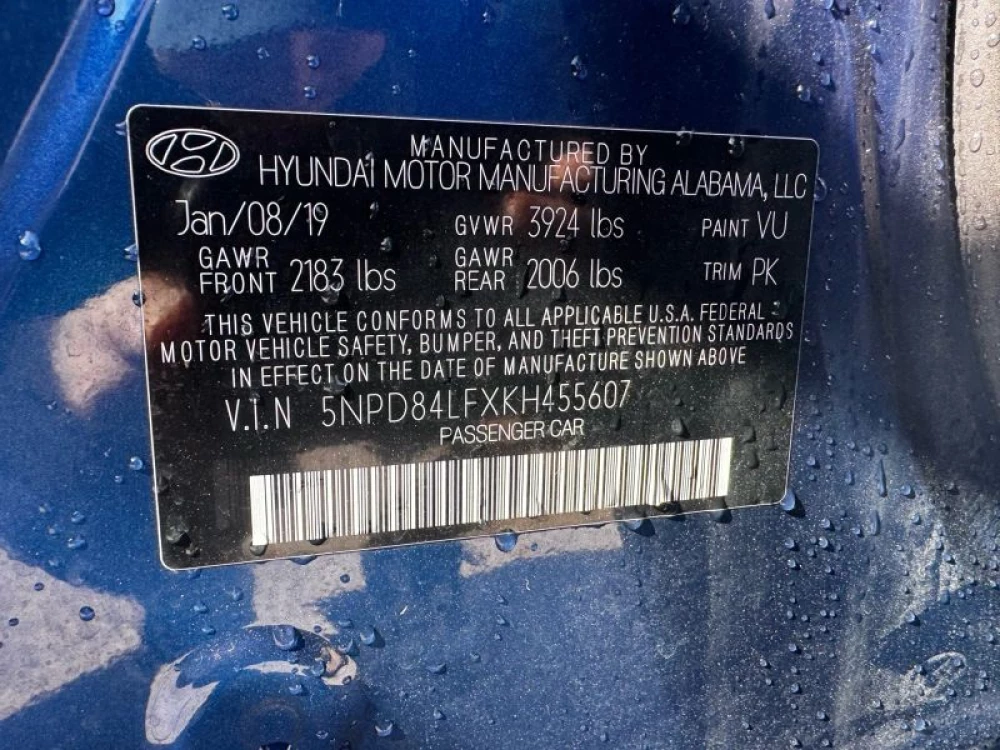 MANUFACTURED BY
HYUNDAI MOTOR MANUFACTURING ALABAMA, LLC
Jan/08/19 GVWR 3924 lbs PAINT VU
GAWR FRONT 2183 lbs GAWR REAR 2006 lbs TRIM PK
THIS VEHICLE CONFORMS TO ALL APPLICABLE U.S.A. FEDERAL
MOTOR VEHICLE SAFETY, BUMPER, AND THEFT PREVENTION STANDARDS
IN EFFECT ON THE DATE OF MANUFACTURE SHOWN ABOVE
V.I.N 5NPD84LFXKH455607
PASSENGER CAR